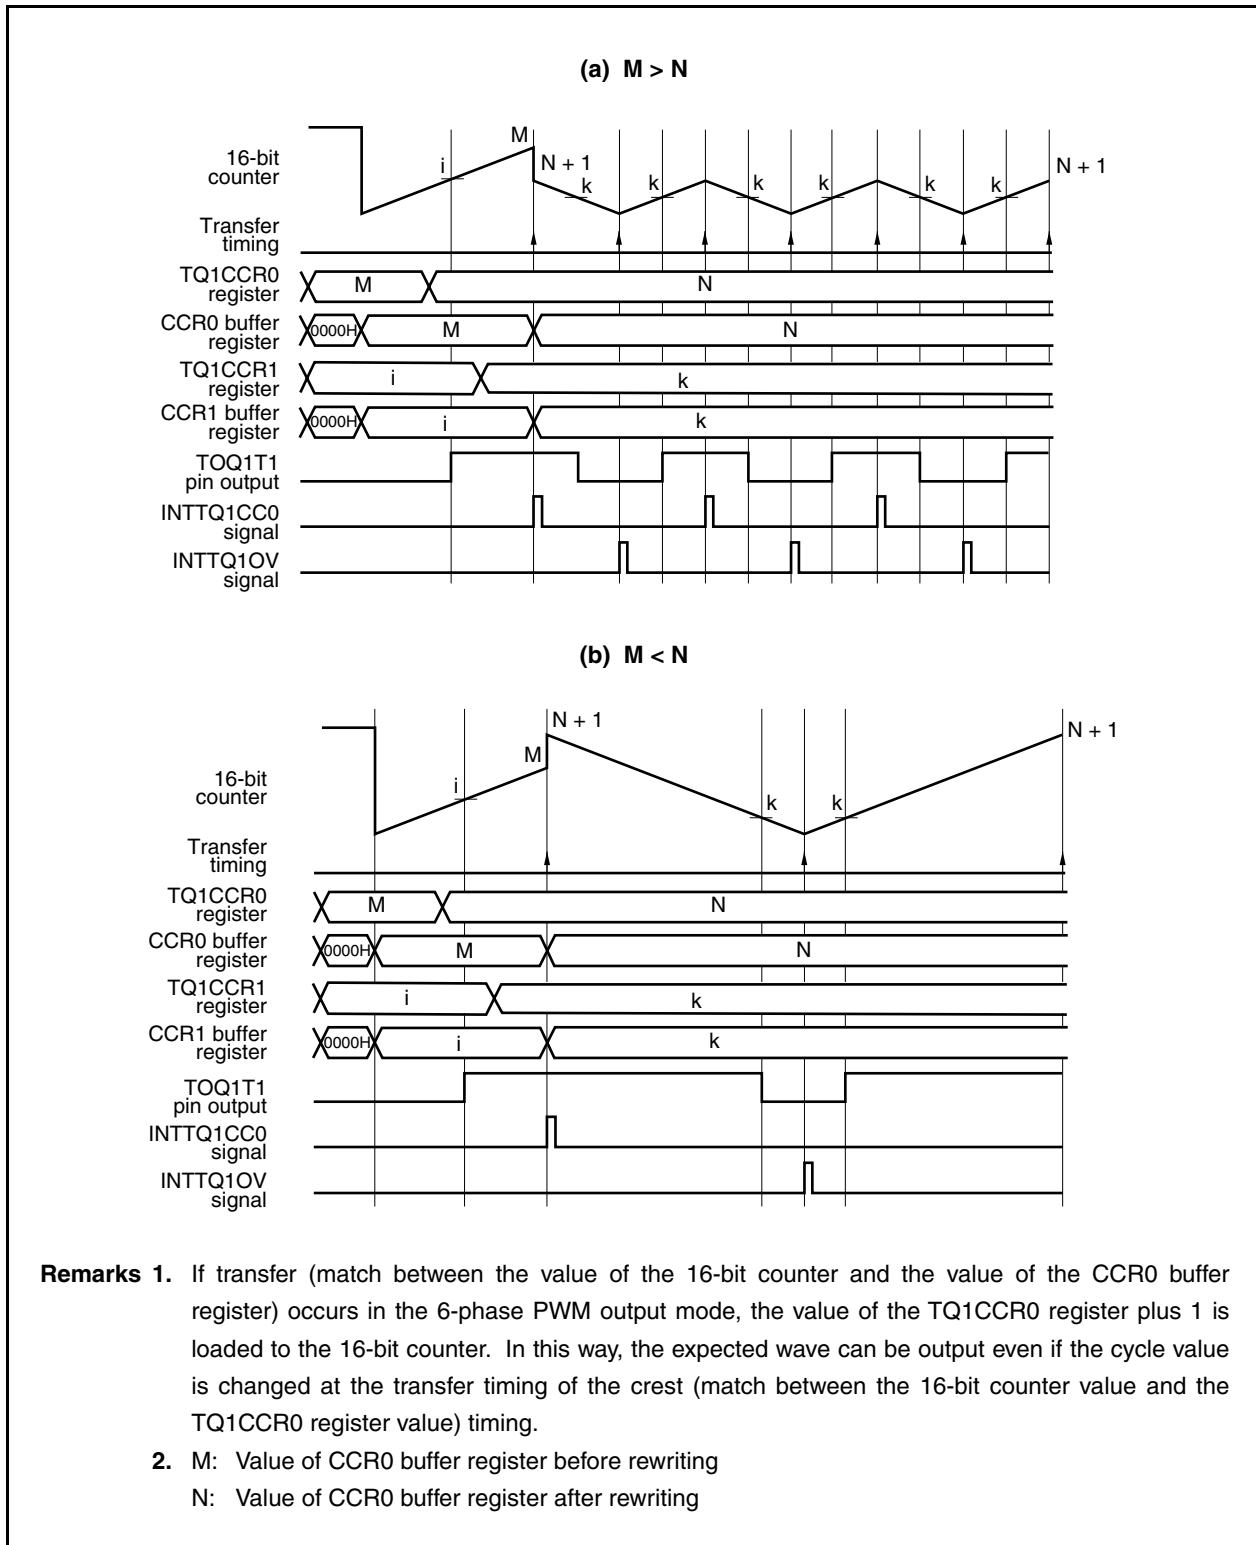 (a) M > N
M
i
N + 1
k
k
k
k
k
k
N + 1
16-bit
counter
Transfer
timing
TQ1CCR0
register
M
N
CCR0 buffer
register
0000H
M
N
TQ1CCR1
register
i
k
CCR1 buffer
register
0000H
i
k
TOQ1T1
pin output
INTTQ1CC0
signal
INTTQ1OV
signal
(b) M < N
N + 1
M
i
k
k
N + 1
16-bit
counter
Transfer
timing
TQ1CCR0
register
M
N
CCR0 buffer
register
0000H
M
N
TQ1CCR1
register
i
k
CCR1 buffer
register
0000H
i
k
TOQ1T1
pin output
INTTQ1CC0
signal
INTTQ1OV
signal
Remarks 1. If transfer (match between the value of the 16-bit counter and the value of the CCR0 buffer
register) occurs in the 6-phase PWM output mode, the value of the TQ1CCR0 register plus 1 is
loaded to the 16-bit counter. In this way, the expected wave can be output even if the cycle value
is changed at the transfer timing of the crest (match between the 16-bit counter value and the
TQ1CCR0 register value) timing.
2. M: Value of CCR0 buffer register before rewriting
N: Value of CCR0 buffer register after rewriting